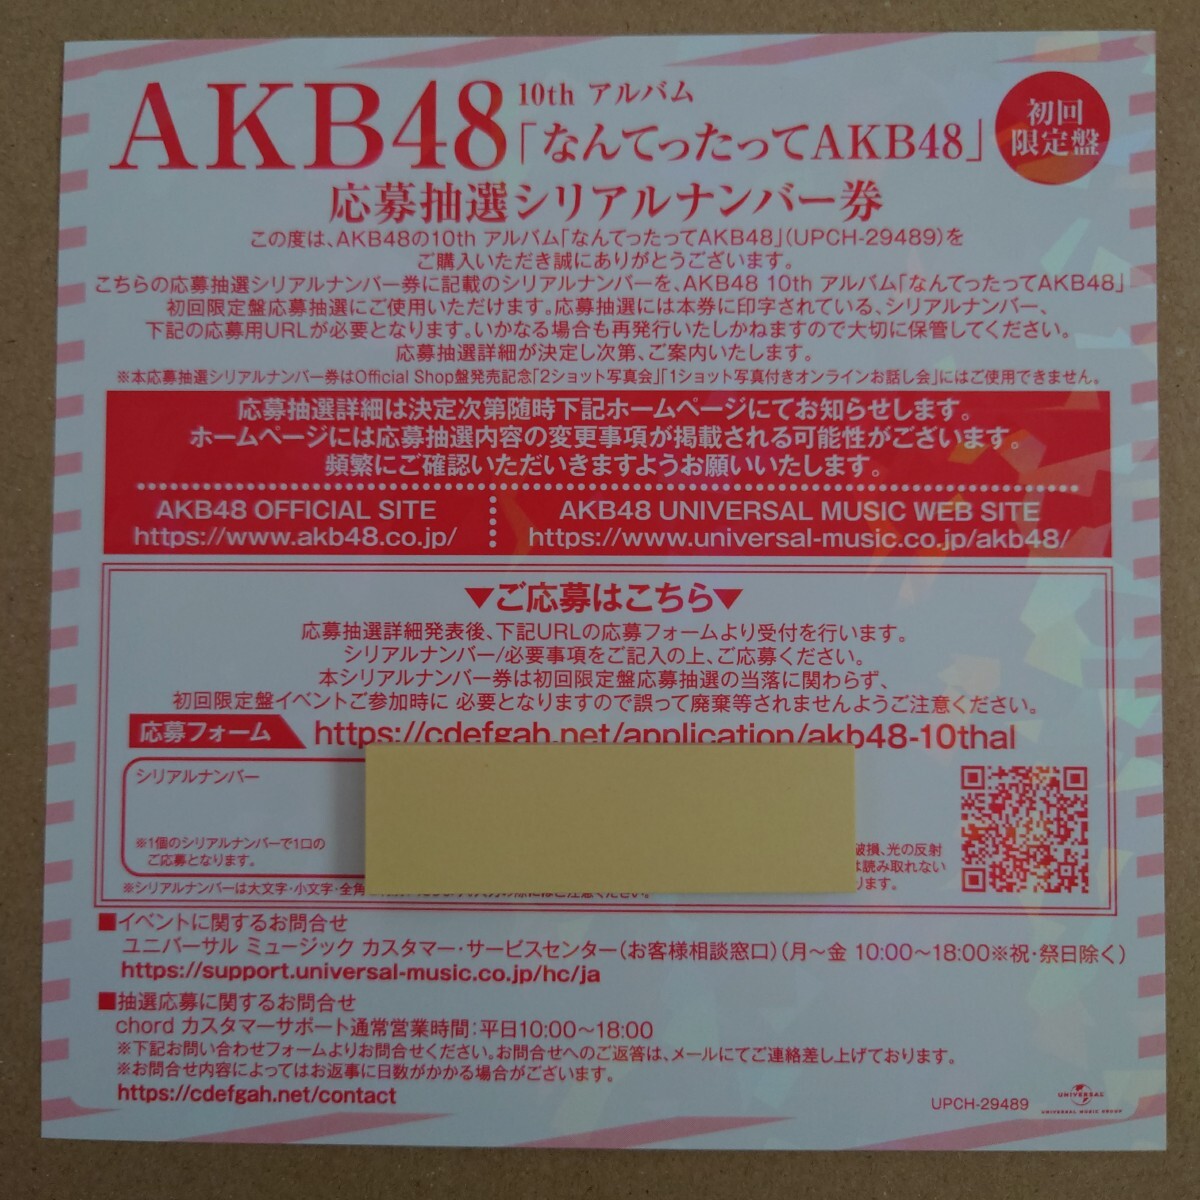 AKB48
10th アルバム
「なんてったってAKB48」
初回
限定盤
応募抽選シリアルナンバー券
この度は、AKB48の10th アルバム「なんてったってAKB48」(UPCH-29489)を
ご購入いただき誠にありがとうございます。
こちらの応募抽選シリアルナンバー券に記載のシリアルナンバーを、AKB48 10th アルバム「なんてったってAKB48」
初回限定盤応募抽選にご使用いただけます。応募抽選には本券に印字されている、シリアルナンバー、
下記の応募用URLが必要となります。いかなる場合も再発行いたしかねますので大切に保管してください。
応募抽選詳細が決定し次第、ご案内いたします。
※本応募抽選シリアルナンバー券はOfficial Shop盤発売記念「2ショット写真会」「1ショット写真付きオンラインお話し会」にはご使用できません。
応募抽選詳細は決定次第随時下記ホームページにてお知らせします。
ホームページには応募抽選内容の変更事項が掲載される可能性がございます。
頻繁にご確認いただいきますようお願いいたします。
AKB48 OFFICIAL SITE
https://www.akb48.co.jp/
AKB48 UNIVERSAL MUSIC WEB SITE
https://www.universal-music.co.jp/akb48/
▼ご応募はこちら▼
応募抽選詳細発表後、下記URLの応募フォームより受付を行います。
シリアルナンバー/必要事項をご記入の上、ご応募ください。
本シリアルナンバー券は初回限定盤応募抽選の当落に関わらず、
初回限定盤イベントご参加時に 必要となりますので誤って廃棄等されませんようご注意ください。
応募フォーム
https://cdefgah.net/application/akb48-10thal
シリアルナンバー
※1個のシリアルナンバーで1口の
ご応募となります。
破損、光の反射
は読み取れない
ります。
※シリアルナンバーは大文字・小文字・全角
■イベントに関するお問合せ
ユニバーサル ミュージック カスタマー・サービスセンター(お客様相談窓口)(月〜金 10:00〜18:00※祝・祭日除く)
https://support.universal-music.co.jp/hc/ja
■抽選応募に関するお問合せ
chord カスタマーサポート通常営業時間:平日10:00〜18:00
※下記お問い合わせフォームよりお問合せください。お問合せへのご返答は、メールにてご連絡差し上げております。
※お問合せ内容によってはお返事に日数がかかる場合がございます。
https://cdefgah.net/contact
UPCH-29489
UNIVERSAL
UNIVERSAL MUSIC GROUP